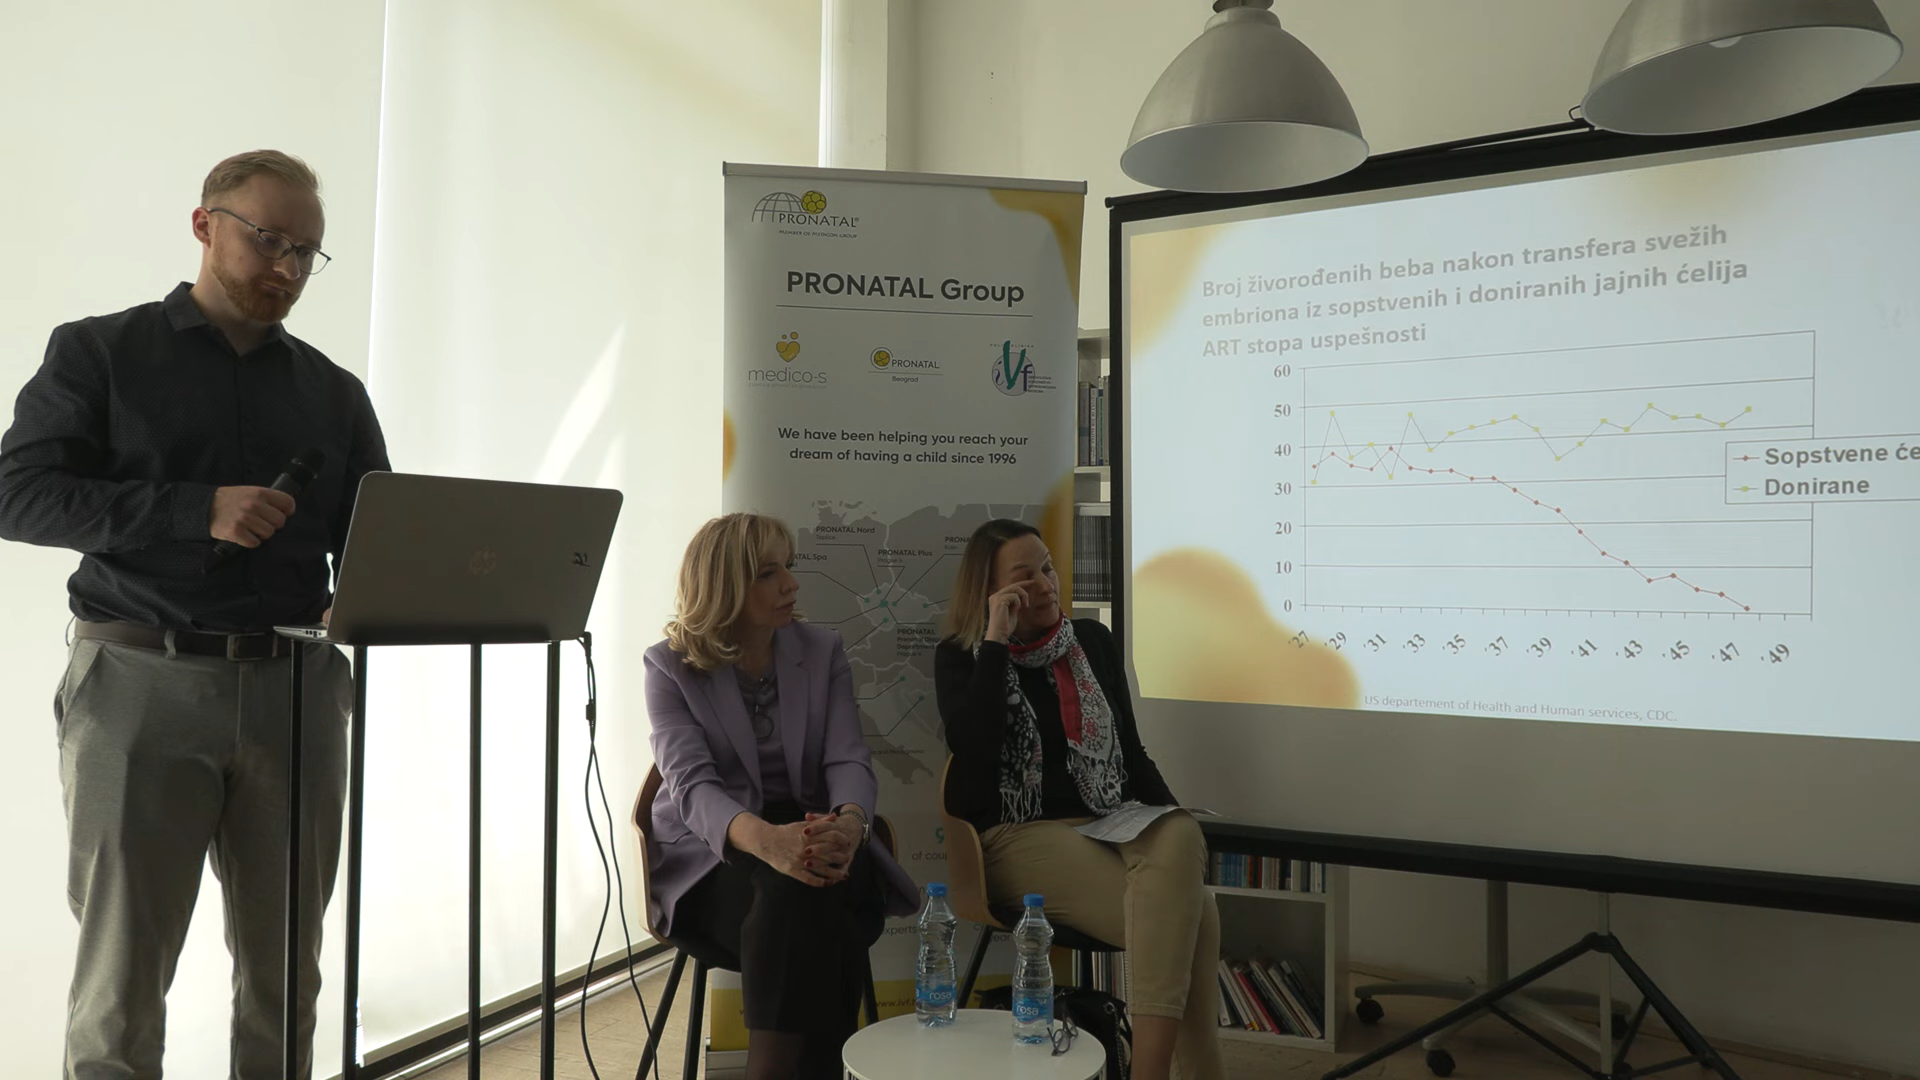 PRONATAL®
MEMBER OF MEDICON GROUP
PRONATAL Group
medico-s
PRONATAL
Beograd
iVf
We have been helping you reach your
dream of having a child since 1996
PRONATAL Nord
Teplice
PRONATAL Plus
PRONATAL
rosa
rosa
Broj živorođenih beba nakon transfera svežih
embriona iz sopstvenih i doniranih jajnih ćelija
ART stopa uspešnosti
60
50
40
30
20
10
0
'27 '29 '31 '33 '35 '37 '39 '41 '43 '45 '47 '49
Sopstvene će
Donirane
US departement of Health and Human services, CDC.